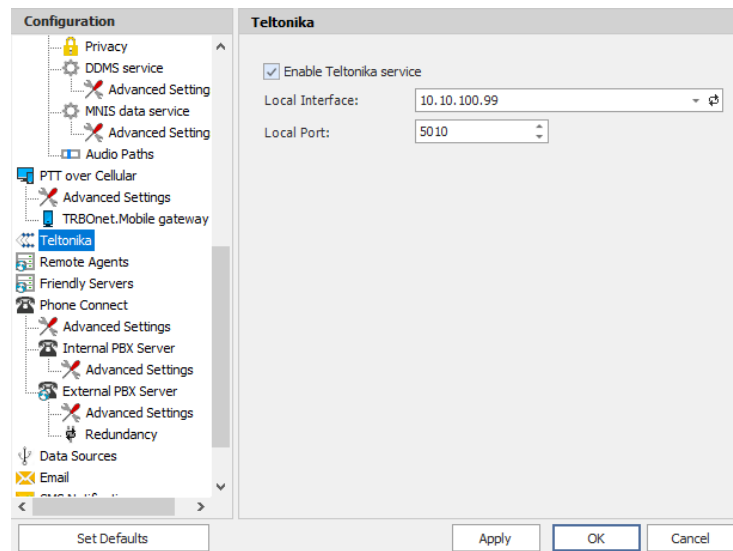 Configuration
Privacy
DDMS service
Advanced Setting
MNIS data service
Advanced Setting
Audio Paths
PTT over Cellular
Advanced Settings
TRBOnet.Mobile gateway
Teltonika
Remote Agents
Friendly Servers
Phone Connect
Advanced Settings
Internal PBX Server
Advanced Settings
External PBX Server
Advanced Settings
Redundancy
Data Sources
Email
Set Defaults
Teltonika
Enable Teltonika service
Local Interface: 10.10.100.99
Local Port: 5010
Apply OK Cancel